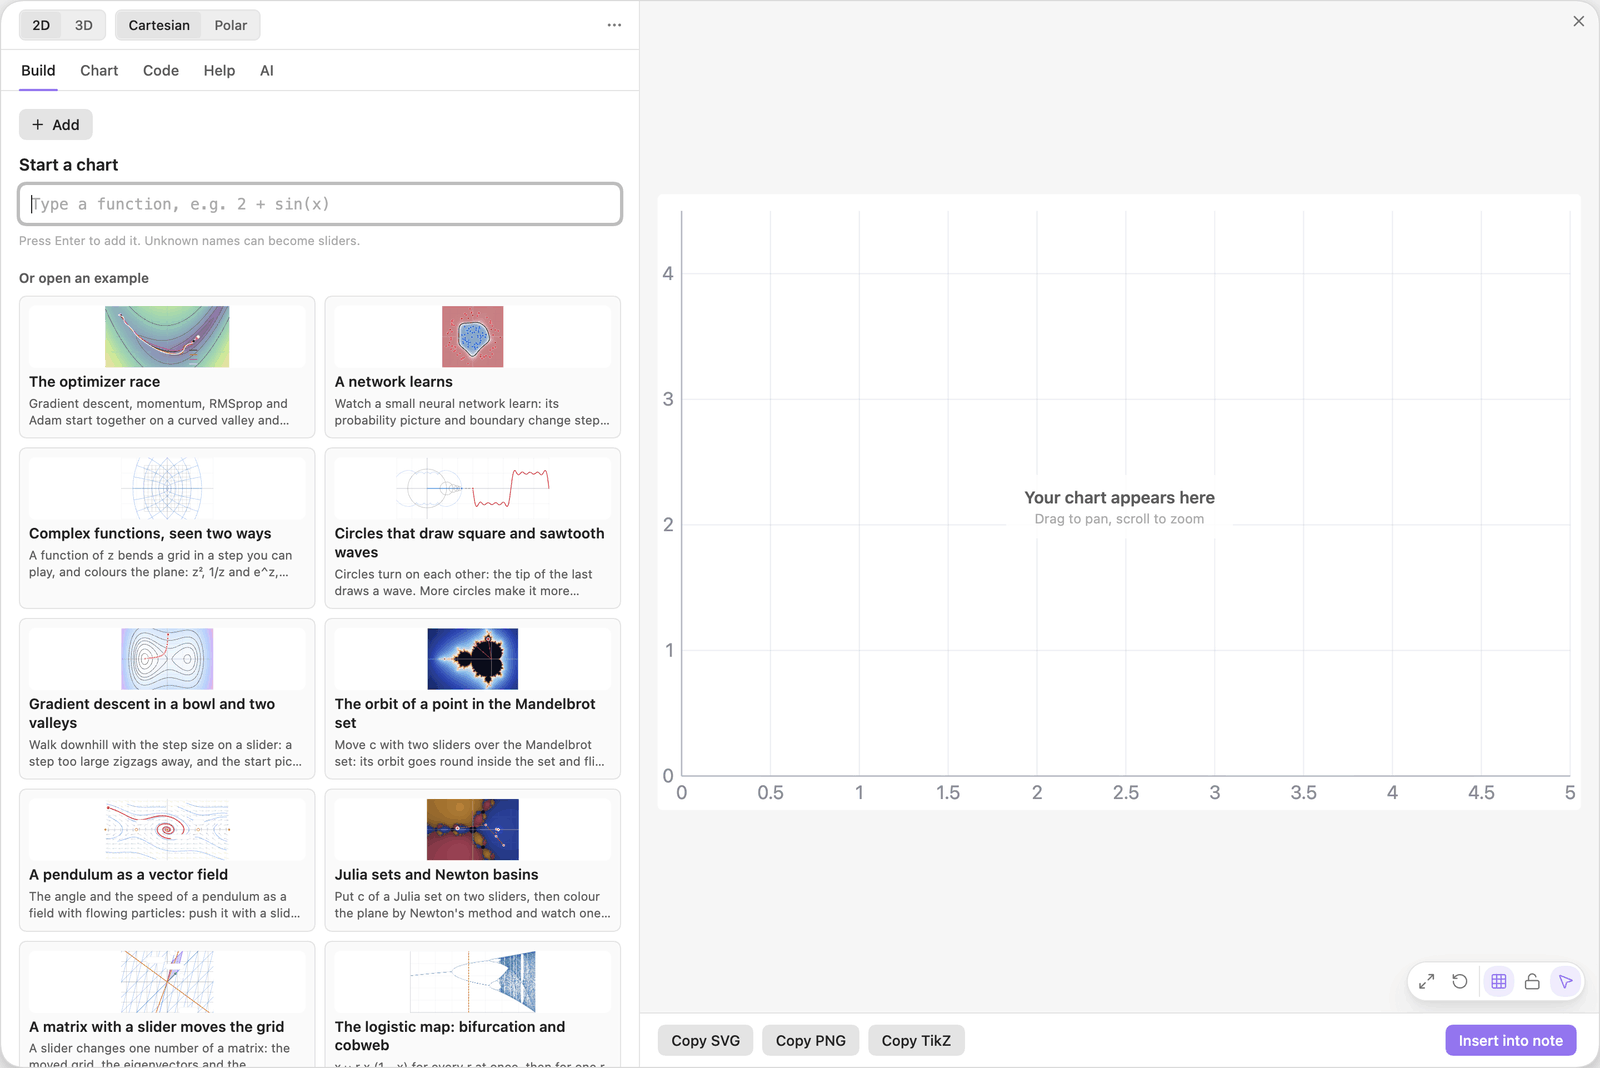 2D 3D Cartesian Polar
Build Chart Code Help AI
+ Add
Start a chart
Type a function, e.g. 2 + sin(x)
Press Enter to add it. Unknown names can become sliders.
Or open an example
The optimizer race
Gradient descent, momentum, RMSprop and
Adam start together on a curved valley and...
A network learns
Watch a small neural network learn: its
probability picture and boundary change step...
Complex functions, seen two ways
A function of z bends a grid in a step you can
play, and colours the plane: z², 1/z and e^z,...
Circles that draw square and sawtooth
waves
Circles turn on each other: the tip of the last
draws a wave. More circles make it more...
Gradient descent in a bowl and two
valleys
Walk downhill with the step size on a slider: a
step too large zigzags away, and the start pic...
The orbit of a point in the Mandelbrot
set
Move c with two sliders over the Mandelbrot
set: its orbit goes round inside the set and fli...
A pendulum as a vector field
The angle and the speed of a pendulum as a
field with flowing particles: push it with a slid...
Julia sets and Newton basins
Put c of a Julia set on two sliders, then colour
the plane by Newton's method and watch one...
A matrix with a slider moves the grid
A slider changes one number of a matrix: the
moved grid, the eigenvectors and the
The logistic map: bifurcation and
cobweb
4
3
2
1
0
0 0.5 1 1.5 2 2.5 3 3.5 4 4.5 5
Your chart appears here
Drag to pan, scroll to zoom
Copy SVG Copy PNG Copy TikZ Insert into note